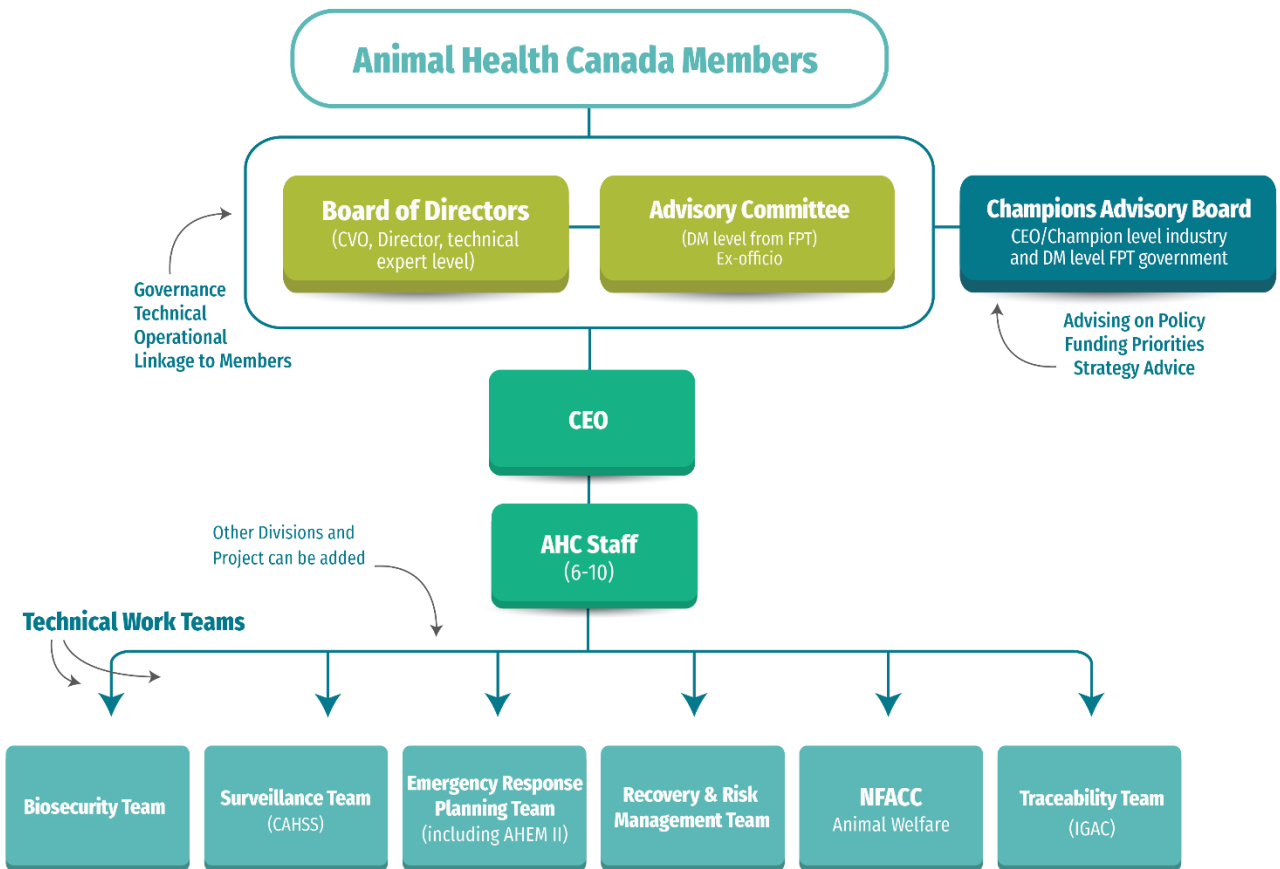 Animal Health Canada Members
Board of Directors
(CVO, Director, technical
expert level)
Advisory Committee
(DM level from FPT)
Ex-officio
Champions Advisory Board
CEO/Champion level industry
and DM level FPT government
Governance
Technical
Operational
Linkage to Members
Advising on Policy
Funding Priorities
Strategy Advice
CEO
AHC Staff
(6-10)
Other Divisions and
Project can be added
Technical Work Teams
Biosecurity Team
Surveillance Team
(CAHSS)
Emergency Response
Planning Team
(including AHEM II)
Recovery & Risk
Management Team
NFACC
Animal Welfare
Traceability Team
(IGAC)